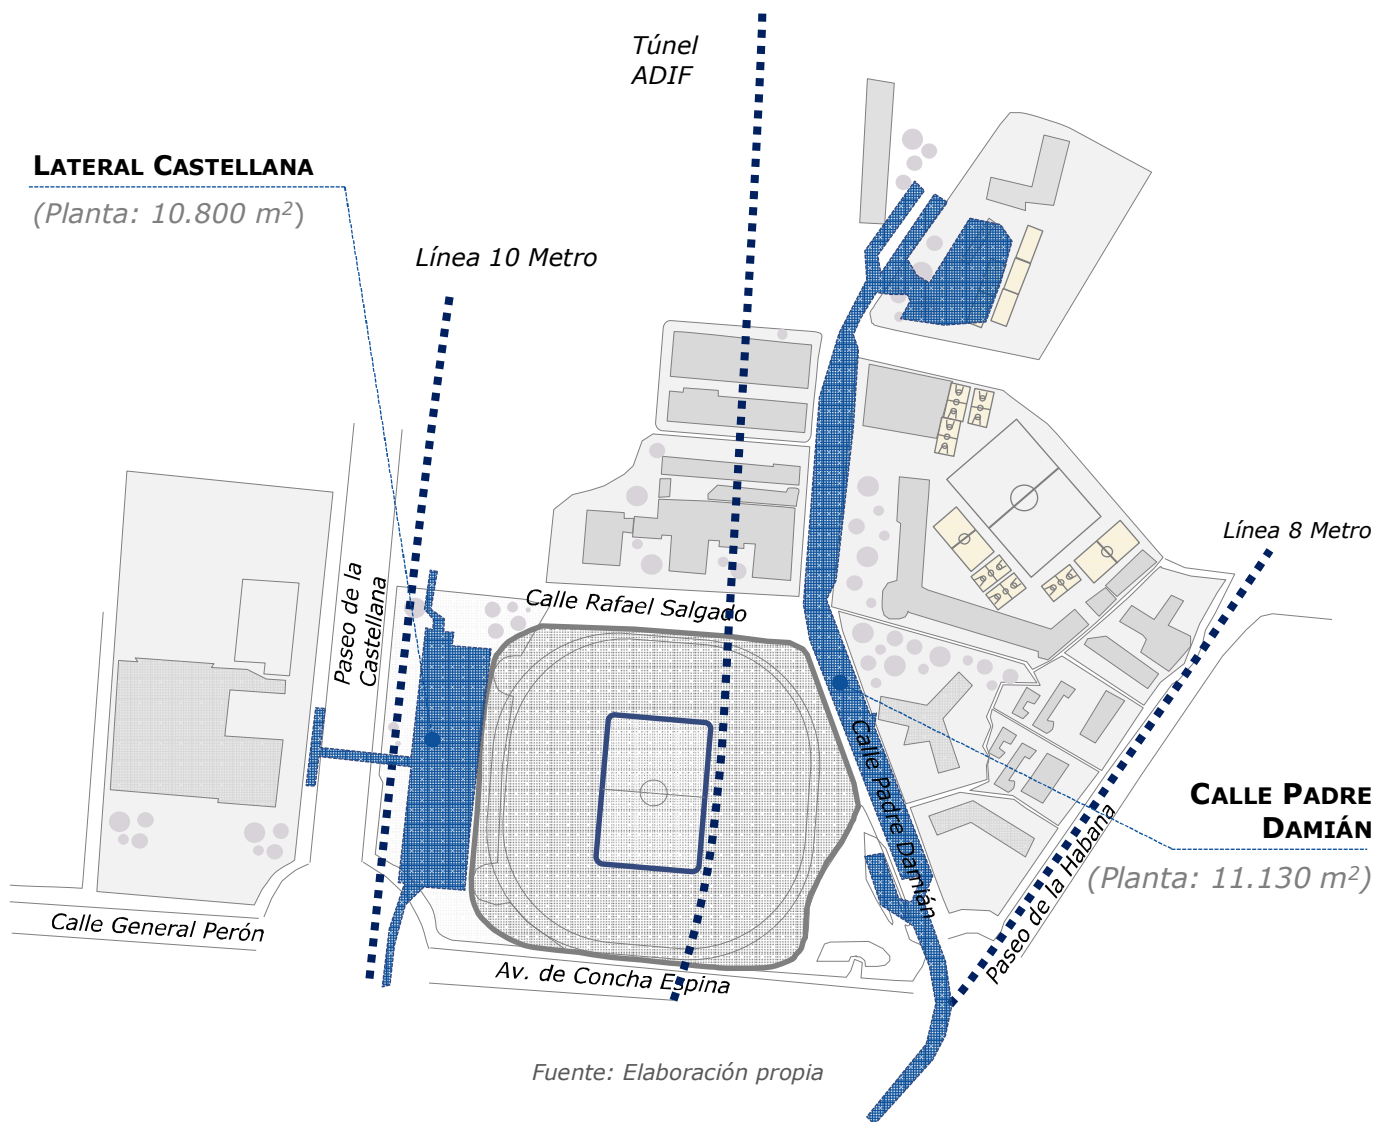 Túnel
ADIF
LATERAL CASTELLANA
(Planta: 10.800 m²)
Línea 10 Metro
Línea 8 Metro
Paseo de la
Castellana
Calle Rafael Salgado
Calle Padre Damián
CALLE PADRE
DAMIÁN
(Planta: 11.130 m²)
Paseo de la Habana
Calle General Perón
Av. de Concha Espina
Fuente: Elaboración propia